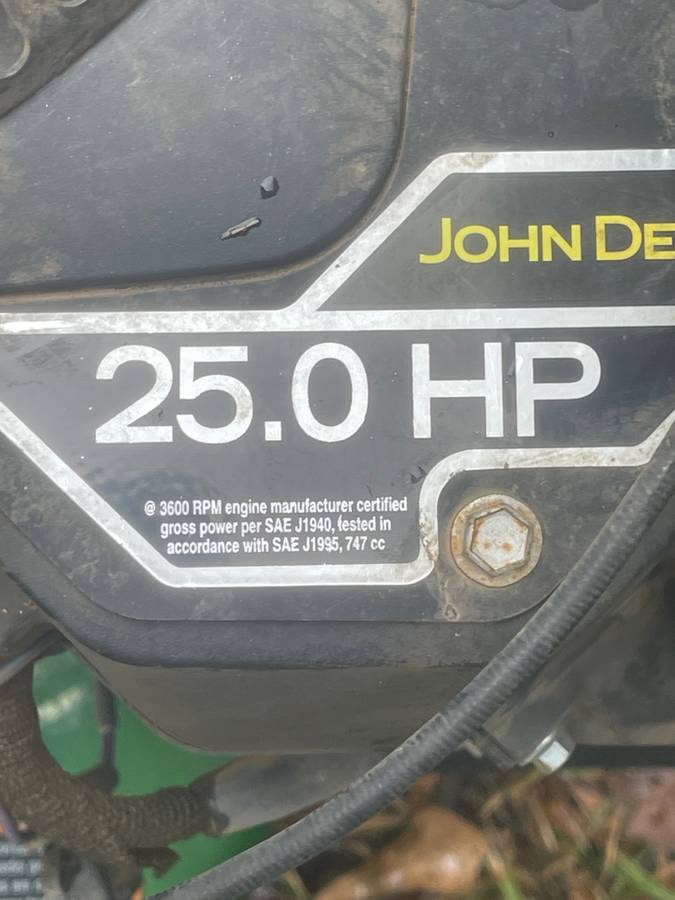 JOHN DE
25.0 HP
@ 3600 RPM engine manufacturer certified
gross power per SAE J1940, tested in
accordance with SAE J1995, 747 cc